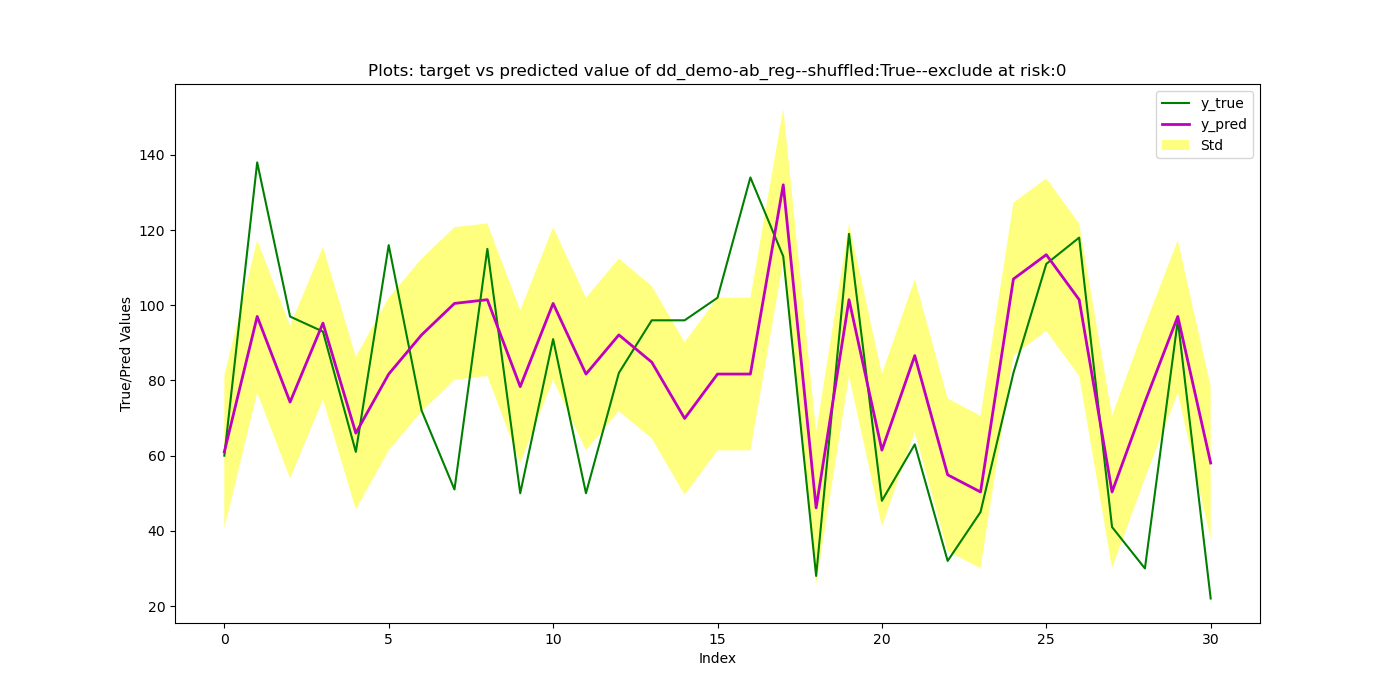 Plots: target vs predicted value of dd_demo-ab_reg--shuffled:True--exclude at risk:0
y_true
y_pred
Std
True/Pred Values
140
120
100
80
60
40
20
0 5 10 15 20 25 30
Index